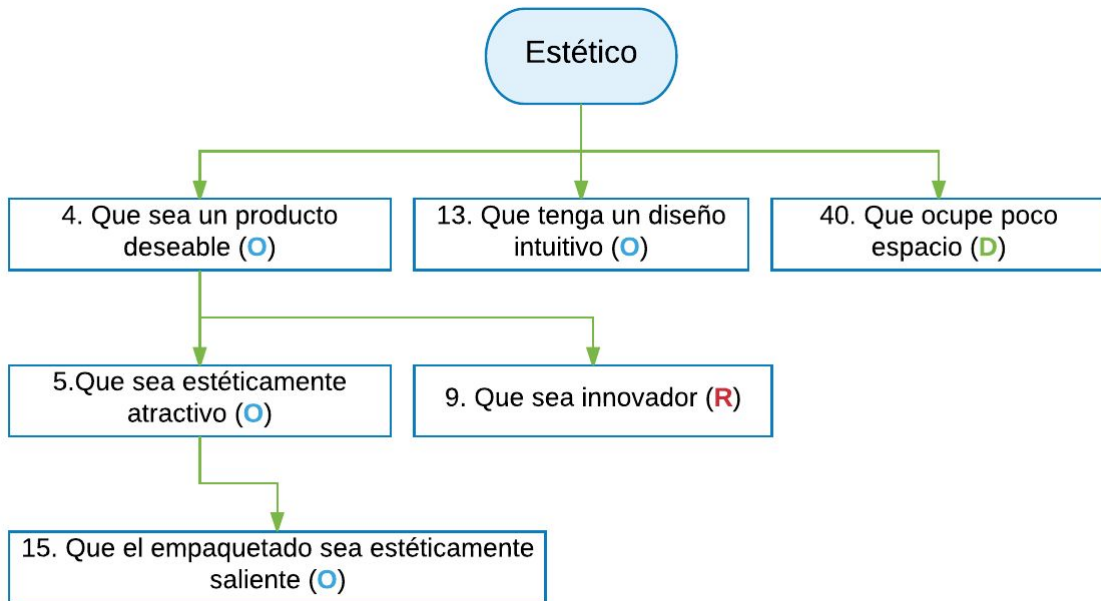 Estético
4. Que sea un producto
deseable (O)
13. Que tenga un diseño
intuitivo (O)
40. Que ocupe poco
espacio (D)
5.Que sea estéticamente
atractivo (O)
9. Que sea innovador (R)
15. Que el empaquetado sea estéticamente
saliente (O)